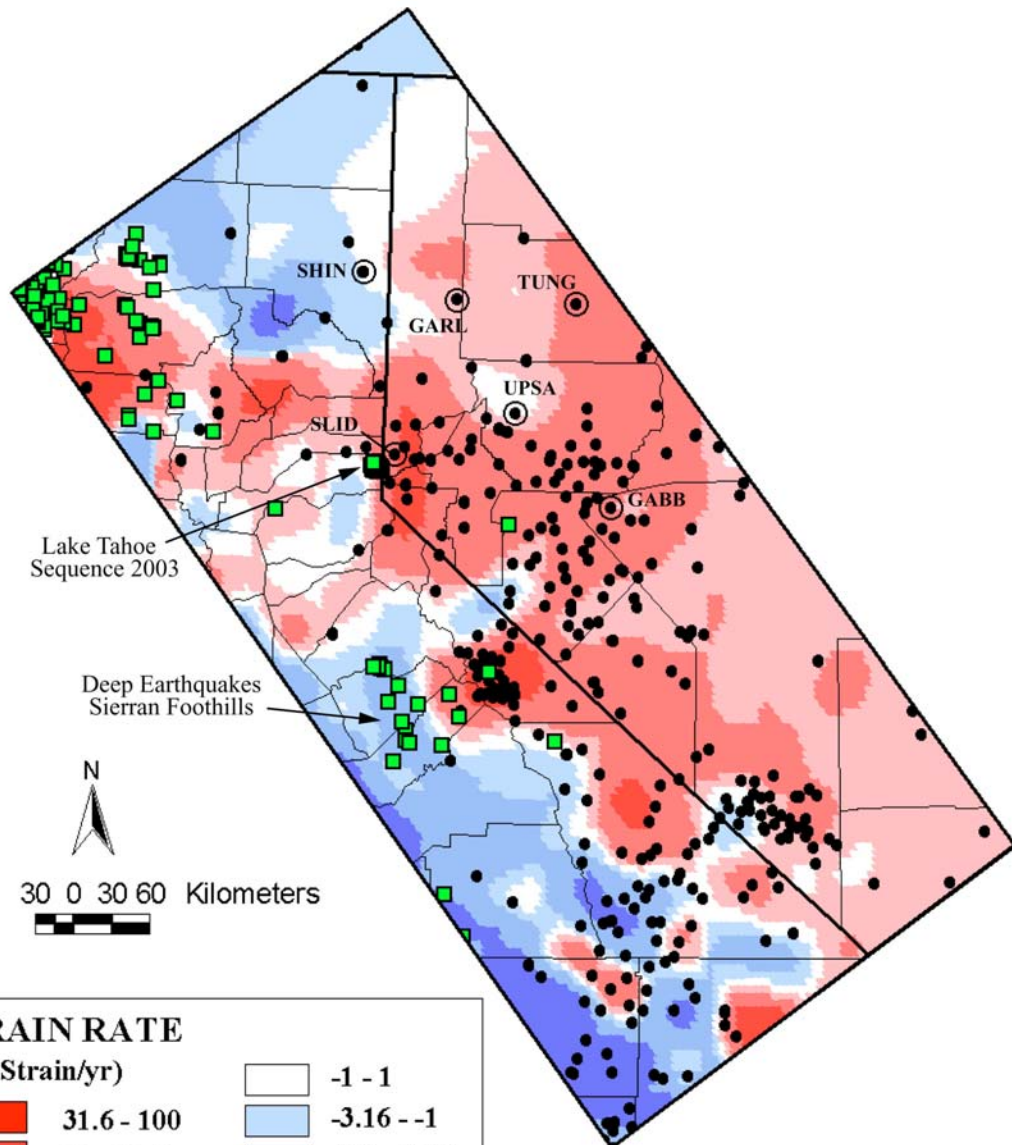 SHIN
TUNG
GARL
UPSA
SLID
GABB
Lake Tahoe
Sequence 2003
Deep Earthquakes
Sierran Foothills
N
30 0 30 60 Kilometers
RAIN RATE
Strain/yr)
-1 - 1
31.6 - 100
-3.16 - -1